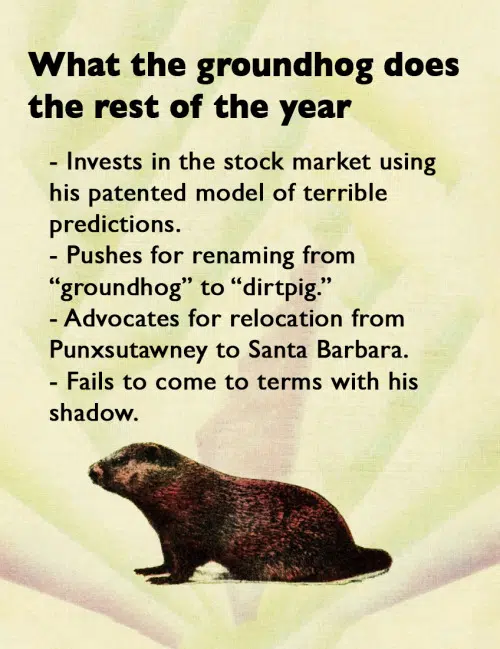 What the groundhog does
the rest of the year
- Invests in the stock market using
his patented model of terrible
predictions.
- Pushes for renaming from
“groundhog” to “dirtpig.”
- Advocates for relocation from
Punxsutawney to Santa Barbara.
- Fails to come to terms with his
shadow.